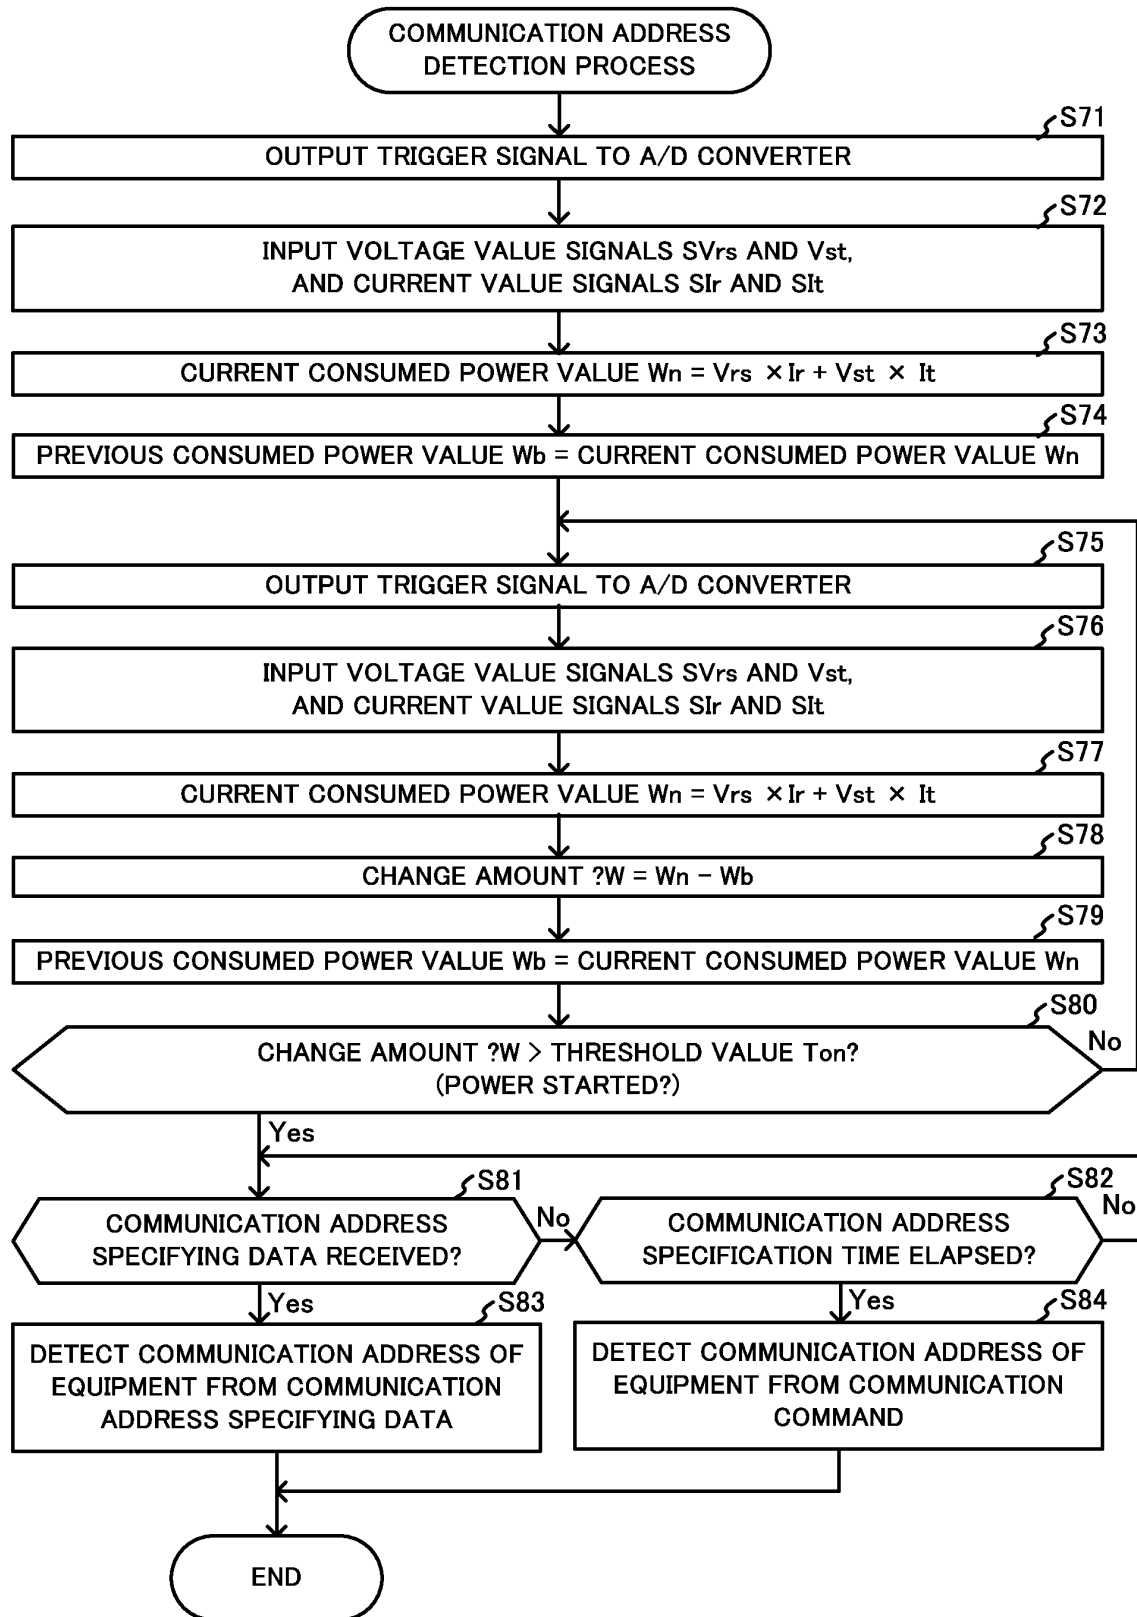 COMMUNICATION ADDRESS
DETECTION PROCESS
S71
OUTPUT TRIGGER SIGNAL TO A/D CONVERTER
S72
INPUT VOLTAGE VALUE SIGNALS SVrs AND Vst,
AND CURRENT VALUE SIGNALS SIr AND SIt
S73
CURRENT CONSUMED POWER VALUE Wn = Vrs ×Ir + Vst × It
S74
PREVIOUS CONSUMED POWER VALUE Wb = CURRENT CONSUMED POWER VALUE Wn
S75
OUTPUT TRIGGER SIGNAL TO A/D CONVERTER
S76
INPUT VOLTAGE VALUE SIGNALS SVrs AND Vst,
AND CURRENT VALUE SIGNALS SIr AND SIt
S77
CURRENT CONSUMED POWER VALUE Wn = Vrs ×Ir + Vst × It
S78
CHANGE AMOUNT ?W = Wn − Wb
S79
PREVIOUS CONSUMED POWER VALUE Wb = CURRENT CONSUMED POWER VALUE Wn
S80
CHANGE AMOUNT ?W > THRESHOLD VALUE Ton?
(POWER STARTED?)
No
Yes
S81
COMMUNICATION ADDRESS
SPECIFYING DATA RECEIVED?
No
S82
COMMUNICATION ADDRESS
SPECIFICATION TIME ELAPSED?
No
Yes
S83
DETECT COMMUNICATION ADDRESS OF
EQUIPMENT FROM COMMUNICATION
ADDRESS SPECIFYING DATA
Yes
S84
DETECT COMMUNICATION ADDRESS OF
EQUIPMENT FROM COMMUNICATION
COMMAND
END